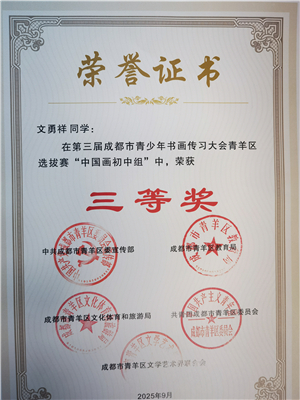 荣誉证书
文勇祥 同学：
在第三届成都市青少年书画传习大会青羊区
选拔赛“中国画初中组”中，荣获
三等奖
中共成都市青羊区委宣传部
成都市青羊区教育局
成都市青羊区文化体育和旅游局
共青团成都市青羊区委员会
成都市青羊区文学艺术界联合会
2025年9月